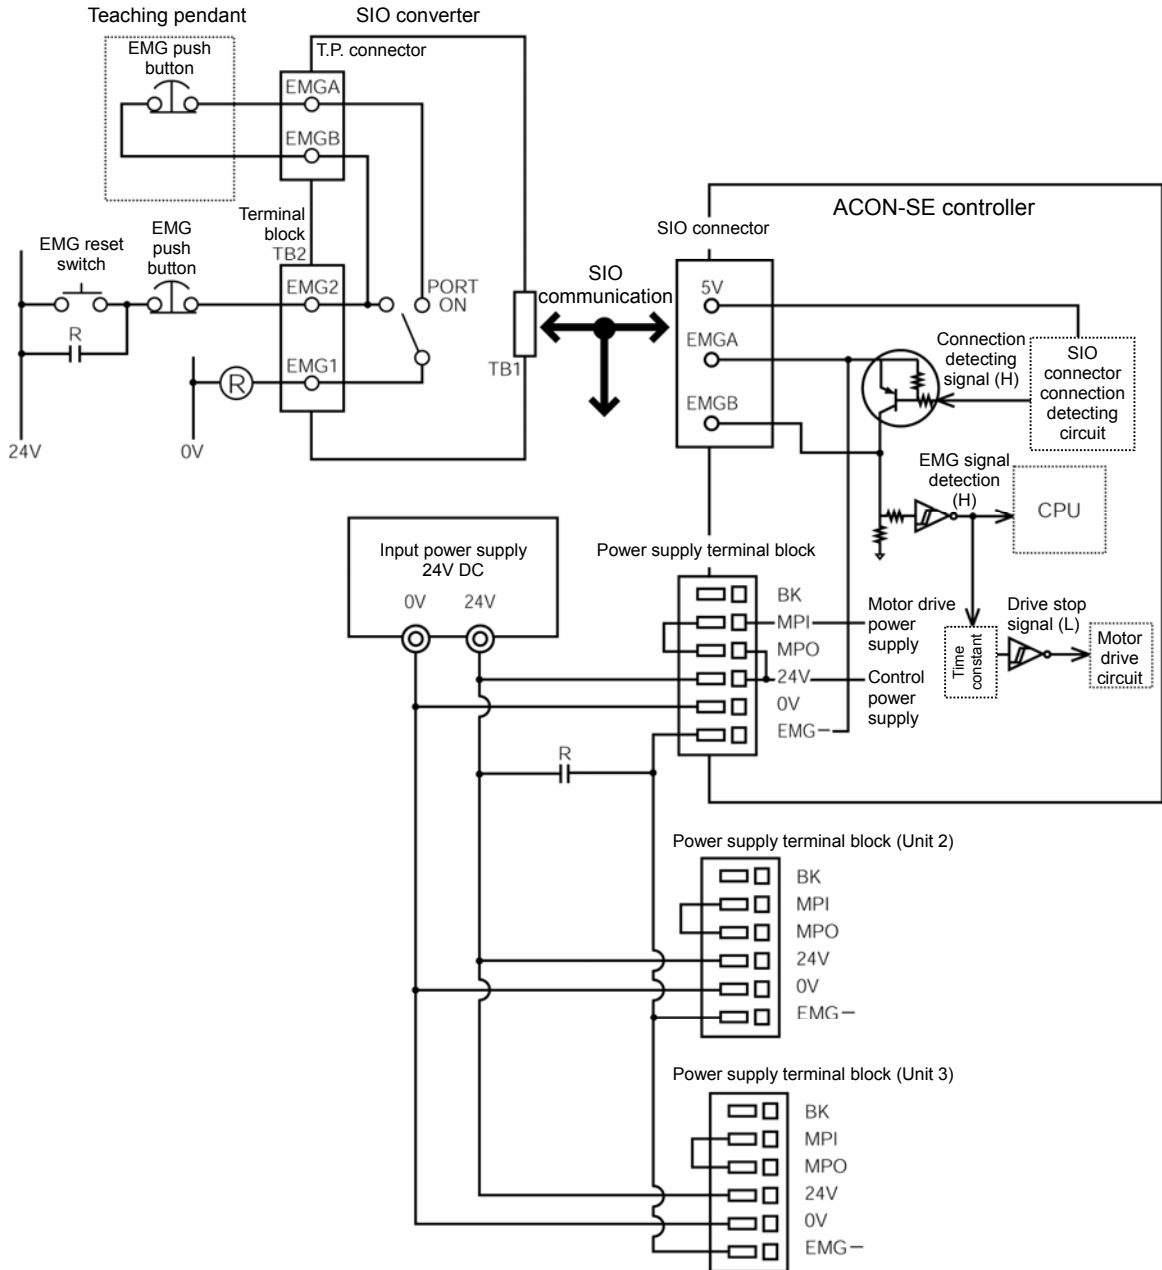 Teaching pendant
SIO converter
EMG push
button
T.P. connector
EMGA
EMGB
Terminal
block
TB2
EMG reset
switch
EMG
push
button
EMG2
PORT
ON
R
EMG1
R
TB1
24V
0V
SIO
communication
ACON-SE controller
SIO connector
5V
EMGA
EMGB
Connection
detecting
signal (H)
SIO
connector
connection
detecting
circuit
EMG signal
detection
(H)
CPU
Input power supply
24V DC
0V
24V
Power supply terminal block
BK
MPI
MPO
24V
0V
EMG−
Motor drive
power
supply
Control
power
supply
Time
constant
Drive stop
signal (L)
Motor
drive
circuit
R
Power supply terminal block (Unit 2)
BK
MPI
MPO
24V
0V
EMG−
Power supply terminal block (Unit 3)
BK
MPI
MPO
24V
0V
EMG−